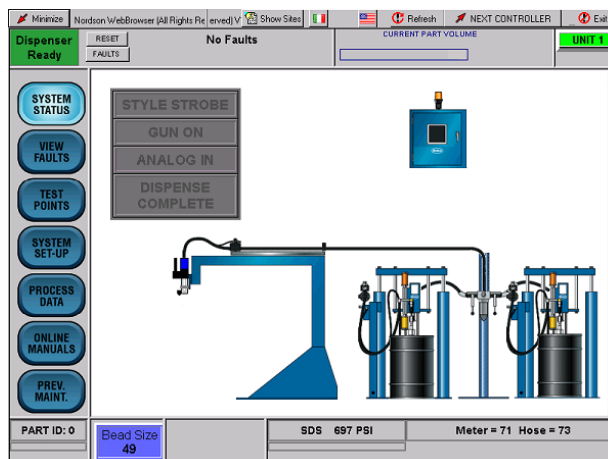 Minimize
Nordson WebBrowser (All Rights Re
erved) V
Show Sites
Refresh
NEXT CONTROLLER
Exit
Dispenser
Ready
RESET
FAULTS
No Faults
CURRENT PART VOLUME
UNIT 1
SYSTEM
STATUS
VIEW
FAULTS
TEST
POINTS
SYSTEM
SET-UP
PROCESS
DATA
ONLINE
MANUALS
PREV.
MAINT.
STYLE STROBE
GUN ON
ANALOG IN
DISPENSE
COMPLETE
PART ID: 0
Bead Size
49
SDS 697 PSI
Meter = 71 Hose = 73